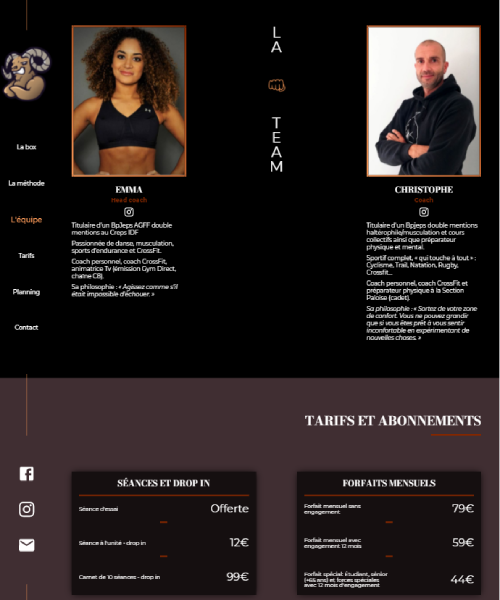 LA
TEAM
La box
La méthode
L'équipe
Tarifs
Planning
Contact
EMMA
Head coach
Titulaire d'un BpJeps AGFF double
mentions au Creps IDF
Passionnée de danse, musculation,
sports d'endurance et CrossFit.
Coach personnel, coach CrossFit,
animatrice Tv (émission Gym Direct,
chaîne C8).
Sa philosophie : « Agissez comme s'il
était impossible d'échouer. »
CHRISTOPHE
Coach
Titulaire d'un Bpjeps double mentions
haltérophilie/musculation et cours
collectifs ainsi que préparateur
physique et mental.
Sportif complet, « qui touche à tout » :
Cyclisme, Trail, Natation, Rugby,
Crossfit...
Coach personnel, coach CrossFit et
préparateur physique à la Section
Paloise (cadet).
Sa philosophie : « Sortez de votre zone
de confort. Vous ne pouvez grandir
que si vous êtes prêt à vous sentir
inconfortable en expérimentant de
nouvelles choses. »
TARIFS ET ABONNEMENTS
SÉANCES ET DROP IN
Séance d'essai Offerte
Séance à l'unité - drop in 12€
Carnet de 10 séances - drop in 99€
FORFAITS MENSUELS
Forfait mensuel sans
engagement 79€
Forfait mensuel avec
engagement 12 mois 59€
Forfait spécial: Étudiant, sénior
(+65 ans) et forces spéciales
avec 12 mois d'engagement 44€